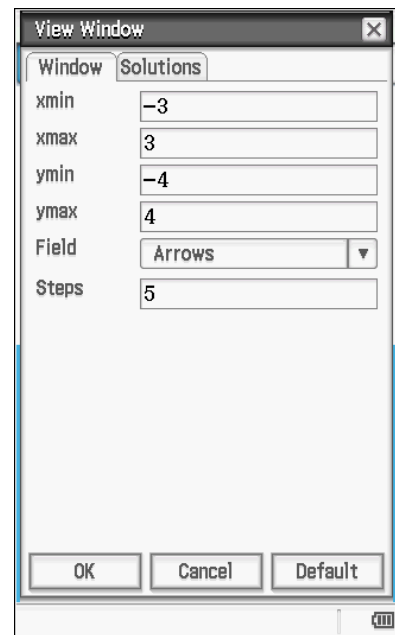 View Window
Window Solutions
xmin -3
xmax 3
ymin -4
ymax 4
Field Arrows
Steps 5
OK Cancel Default